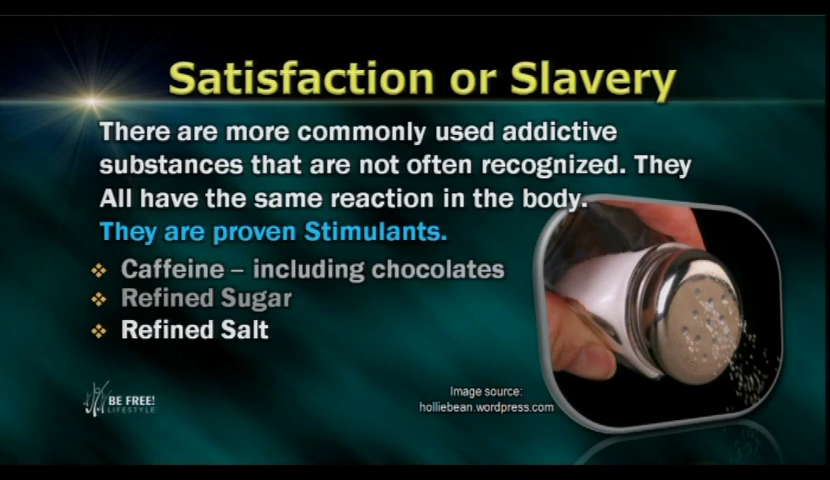 Satisfaction or Slavery
There are more commonly used addictive
substances that are not often recognized. They
All have the same reaction in the body.
They are proven Stimulants.
❖ Caffeine – including chocolates
❖ Refined Sugar
❖ Refined Salt
BE FREE!
LIFESTYLE
Image source:
holliebean.wordpress.com